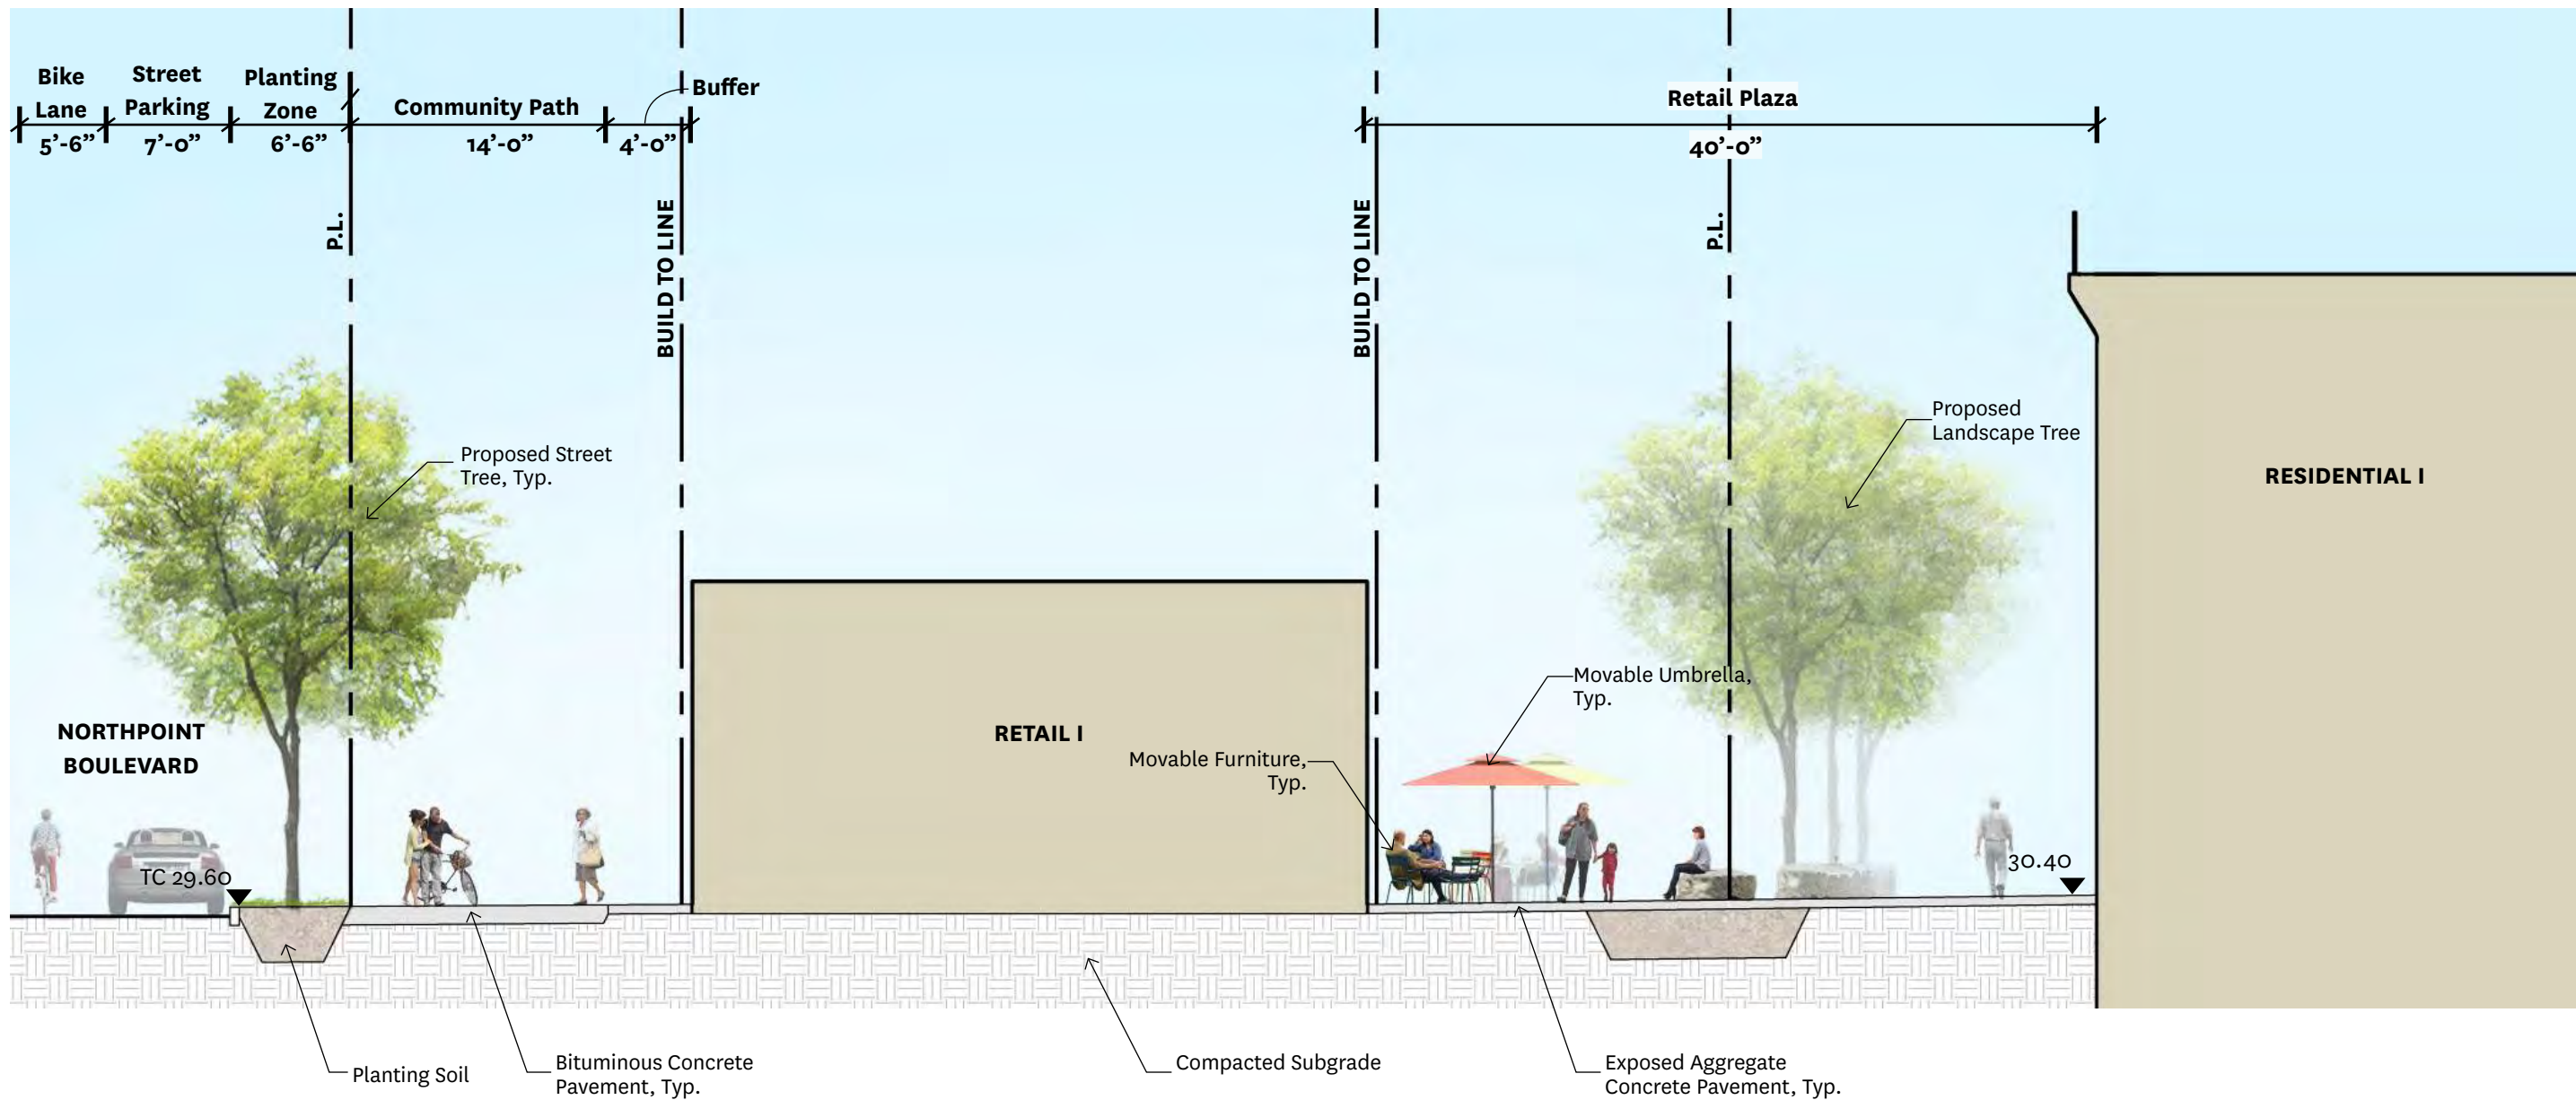 Bike
Lane
5’-6”
Street
Parking
7’-0”
Planting
Zone
6’-6”
Community Path
14’-0”
Buffer
4’-0”
Retail Plaza
40’-0”
P.L.
BUILD TO LINE
BUILD TO LINE
P.L.
Proposed Street
Tree, Typ.
Proposed
Landscape Tree
RESIDENTIAL I
NORTHPOINT
BOULEVARD
RETAIL I
Movable Umbrella,
Typ.
Movable Furniture,
Typ.
TC 29.60
30.40
Planting Soil
Bituminous Concrete
Pavement, Typ.
Compacted Subgrade
Exposed Aggregate
Concrete Pavement, Typ.